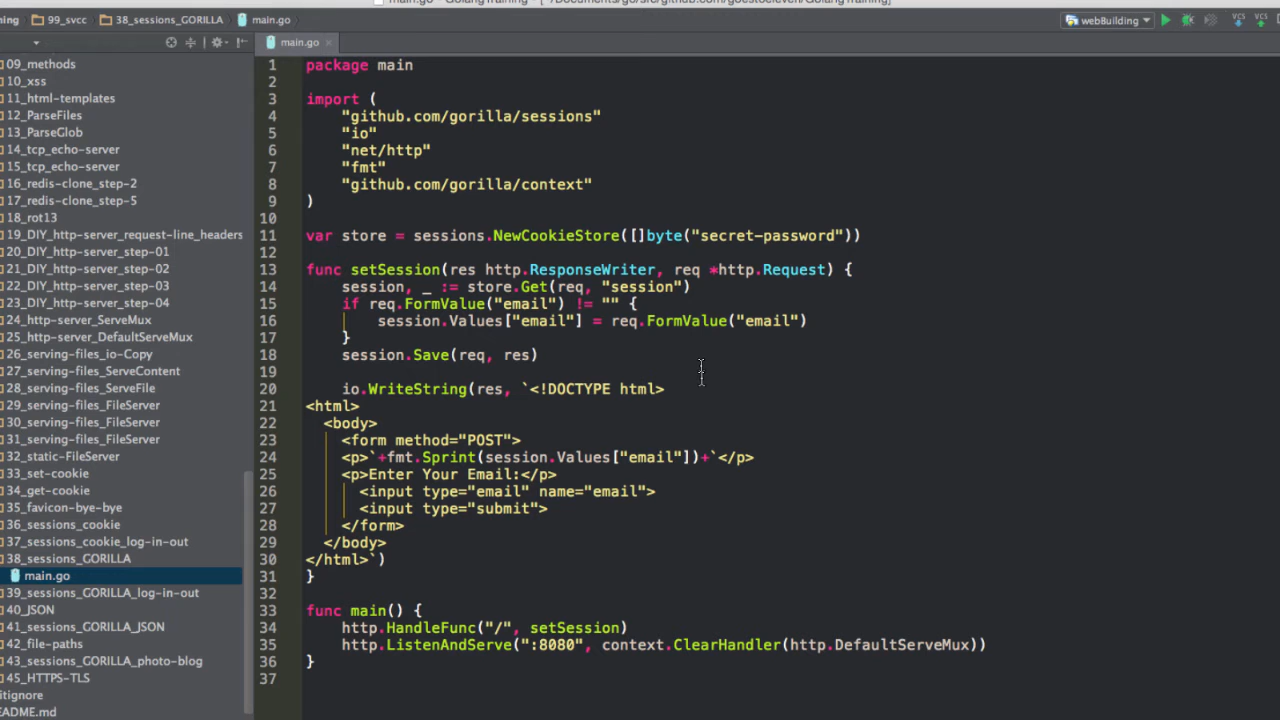 main.go - GolangTraining - [
ning 99_svcc 38_sessions_GORILLA main.go webBuilding VCS VCS
main.go
09_methods
10_xss
11_html-templates
12_ParseFiles
13_ParseGlob
14_tcp_echo-server
15_tcp_echo-server
16_redis-clone_step-2
17_redis-clone_step-5
18_rot13
19_DIY_http-server_request-line_headers
20_DIY_http-server_step-01
21_DIY_http-server_step-02
22_DIY_http-server_step-03
23_DIY_http-server_step-04
24_http-server_ServeMux
25_http-server_DefaultServeMux
26_serving-files_io-Copy
27_serving-files_ServeContent
28_serving-files_ServeFile
29_serving-files_FileServer
30_serving-files_FileServer
31_serving-files_FileServer
32_static-FileServer
33_set-cookie
34_get-cookie
35_favicon-bye-bye
36_sessions_cookie
37_sessions_cookie_log-in-out
38_sessions_GORILLA
main.go
39_sessions_GORILLA_log-in-out
40_JSON
41_sessions_GORILLA_JSON
42_file-paths
43_sessions_GORILLA_photo-blog
45_HTTPS-TLS
itignore
EADME.md
1 package main
2
3 import (
4 "github.com/gorilla/sessions"
5 "io"
6 "net/http"
7 "fmt"
8 "github.com/gorilla/context"
9 )
10
11 var store = sessions.NewCookieStore([]byte("secret-password"))
12
13 func setSession(res http.ResponseWriter, req *http.Request) {
14 session, _ := store.Get(req, "session")
15 if req.FormValue("email") != "" {
16 session.Values["email"] = req.FormValue("email")
17 }
18 session.Save(req, res)
19
20 io.WriteString(res, `<!DOCTYPE html>
21 <html>
22 <body>
23 <form method="POST">
24 <p>`+fmt.Sprint(session.Values["email"])+`</p>
25 <p>Enter Your Email:</p>
26 <input type="email" name="email">
27 <input type="submit">
28 </form>
29 </body>
30 </html>`)
31 }
32
33 func main() {
34 http.HandleFunc("/", setSession)
35 http.ListenAndServe(":8080", context.ClearHandler(http.DefaultServeMux))
36 }
37